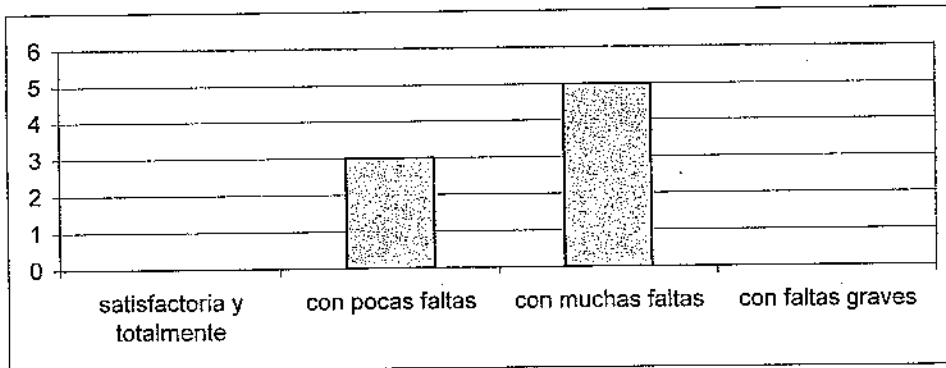 6
5
4
3
2
1
0
satisfactoria y totalmente
con pocas faltas
con muchas faltas
con faltas graves